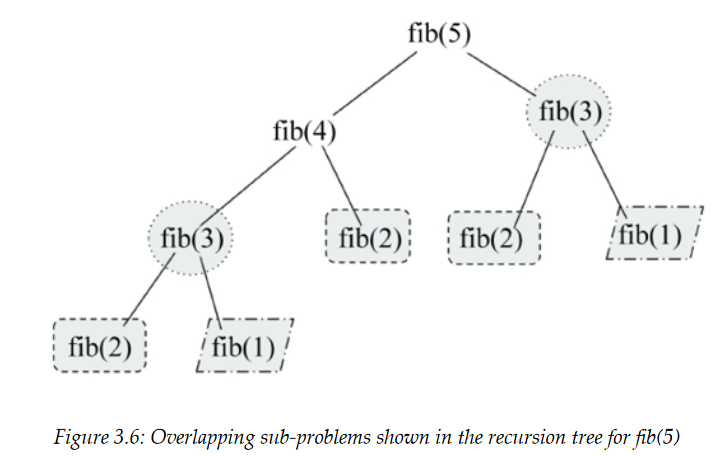 fib(5)
fib(3)
fib(4)
fib(3)
fib(2)
fib(2)
fib(1)
fib(2)
fib(1)
Figure 3.6: Overlapping sub-problems shown in the recursion tree for fib(5)